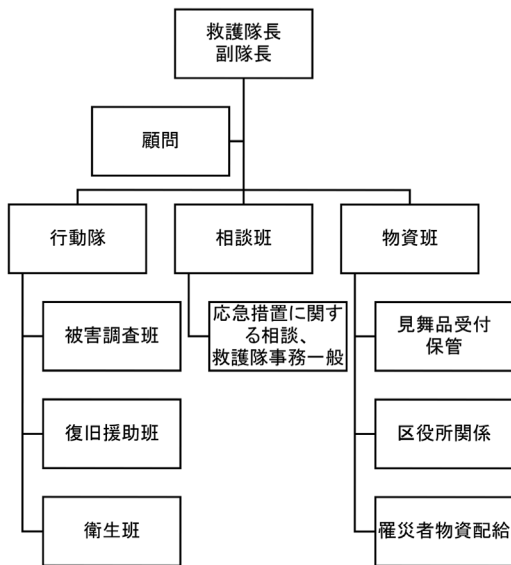 救護隊長
副隊長
顧問
行動隊
相談班
物資班
被害調査班
復旧援助班
衛生班
応急措置に関す
る相談、
救護隊事務一般
見舞品受付
保管
区役所関係
罹災者物資配給